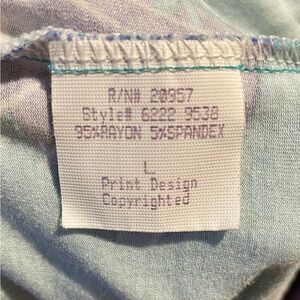 R/N# 20957
Style# 6222 9538
95%RAYON 5%SPANDEX
L
Print Design
Copyrighted